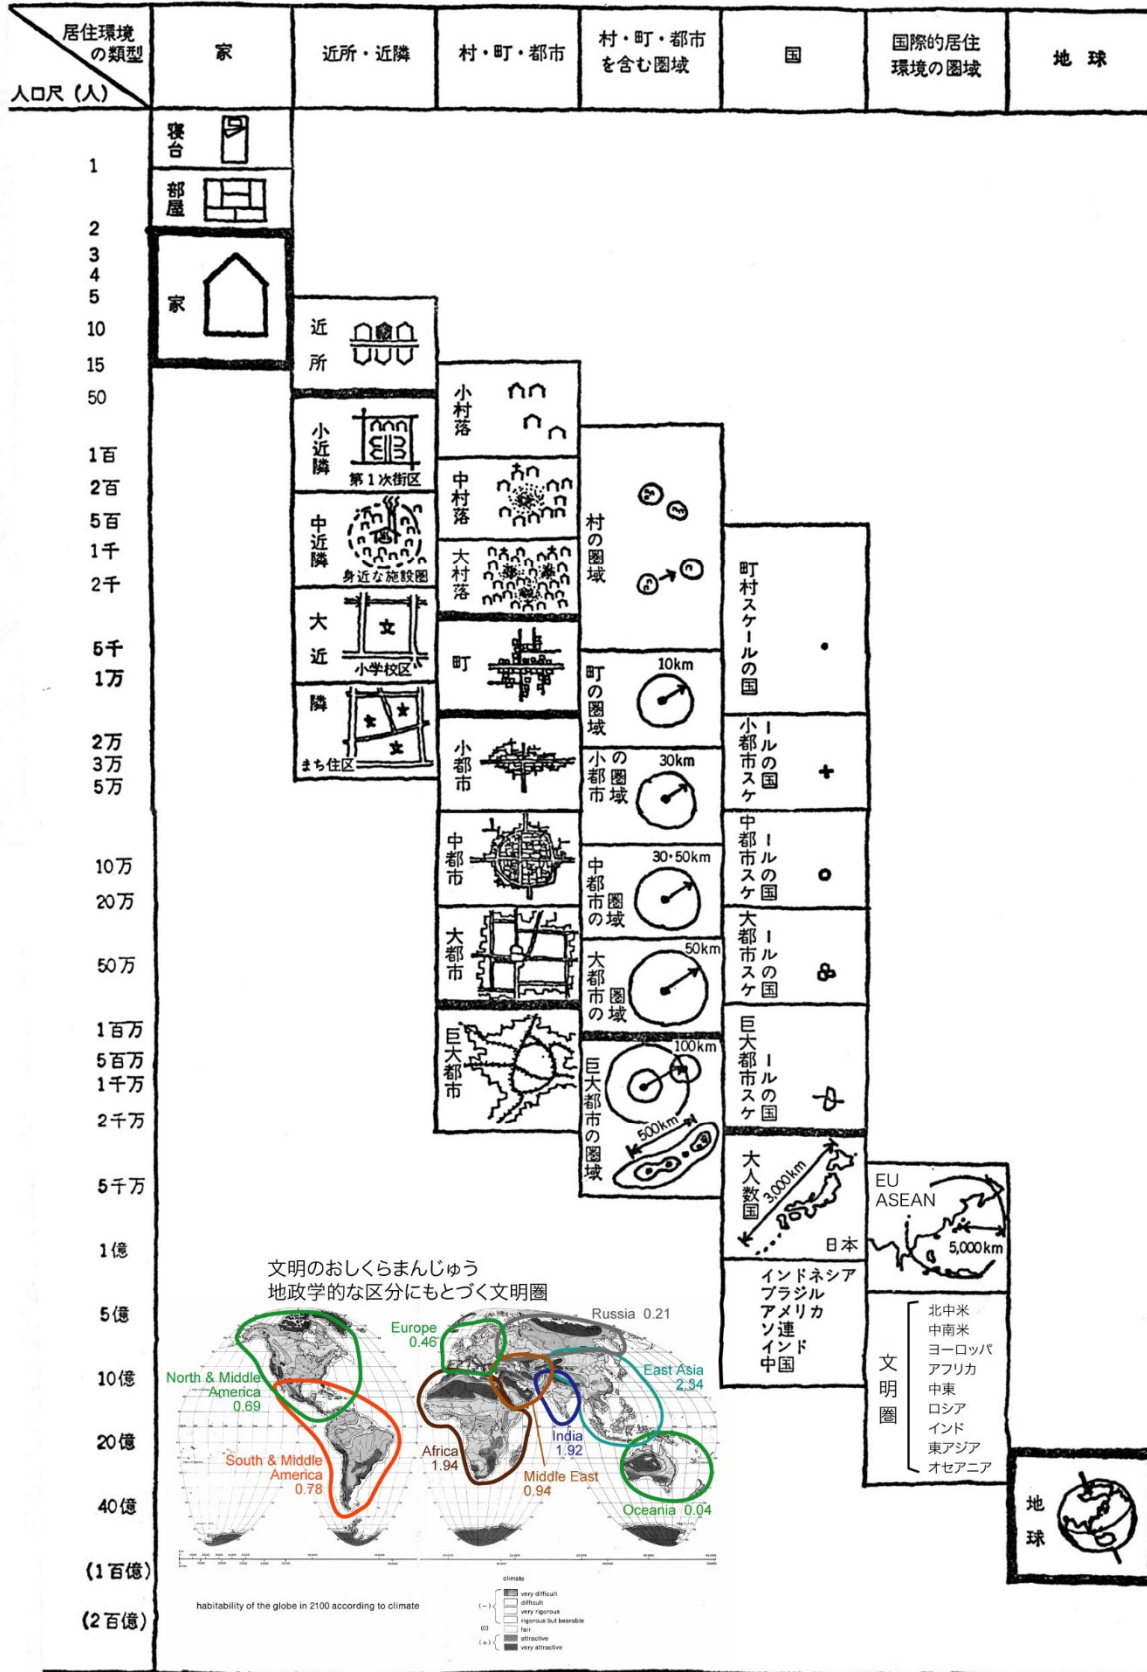 居住環境
の類型
人口尺(人)
家
近所・近隣
村・町・都市
村・町・都市
を含む圏域
国
国際的居住
環境の圏域
地球
1
2
3
4
5
10
15
50
1百
2百
5百
1千
2千
5千
1万
2万
3万
5万
10万
20万
50万
1百万
5百万
1千万
2千万
5千万
1億
5億
10億
20億
40億
(1百億)
(2百億)
寝台
部屋
家
近所
小近隣
第1次街区
中近隣
身近な施設圏
大近隣
小学校区
まち住区
小村落
中村落
大村落
町
小都市
中都市
大都市
巨大都市
村の圏域
町の圏域
10km
小都市の圏域
30km
中都市の圏域
30・50km
大都市の圏域
50km
巨大都市の圏域
100km
500km
町村スケールの国
小都市スケールの国
中都市スケールの国
大都市スケールの国
巨大都市スケールの国
大人数国
3,000km
日本
インドネシア
ブラジル
アメリカ
ソ連
インド
中国
EU
ASEAN
5,000km
文明圏
北中米
中南米
ヨーロッパ
アフリカ
中東
ロシア
インド
東アジア
オセアニア
地球
文明のおしくらまんじゅう
地政学的な区分にもとづく文明圏
Russia 0.21
Europe
0.46
East Asia
2.34
North & Middle
America
0.69
India
1.92
Africa
1.94
South & Middle
America
0.78
Middle East
0.94
Oceania 0.04
habitability of the globe in 2100 according to climate
climate
(-)
very difficult
difficult
very rigorous
rigorous but bearable
(0)
fair
(+)
attractive
very attractive